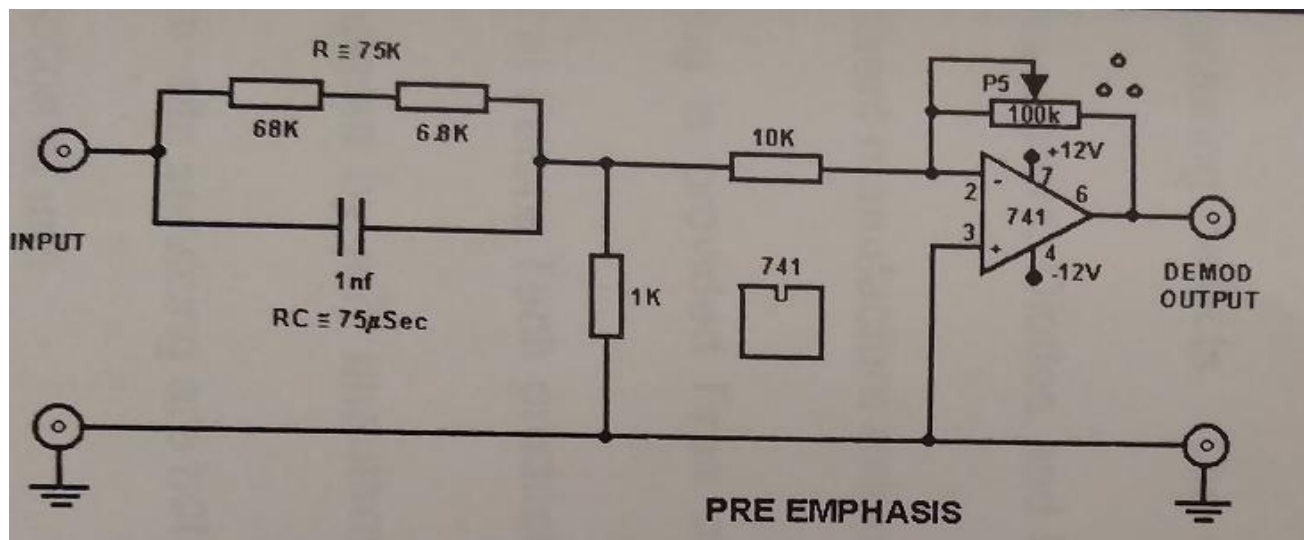 R ≅ 75K
68K
6.8K
INPUT
1nf
RC ≅ 75µSec
1K
10K
741
P5
100k
+12V
7
2
-
6
741
3
+
4
-12V
DEMOD
OUTPUT
PRE EMPHASIS